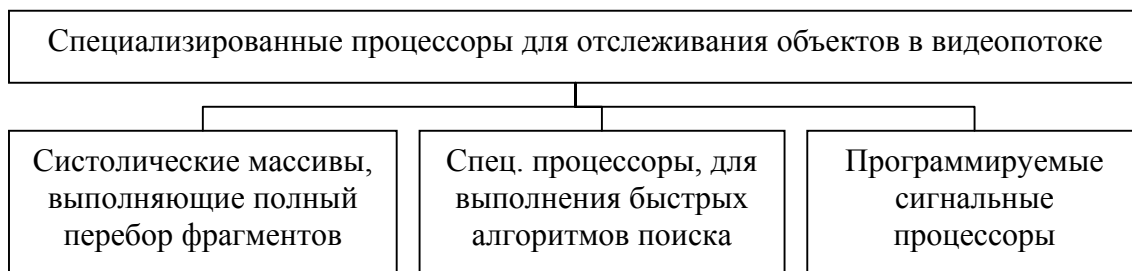 Специализированные процессоры для отслеживания объектов в видеопотоке
Систолические массивы,
выполняющие полный
перебор фрагментов
Спец. процессоры, для
выполнения быстрых
алгоритмов поиска
Программируемые
сигнальные
процессоры